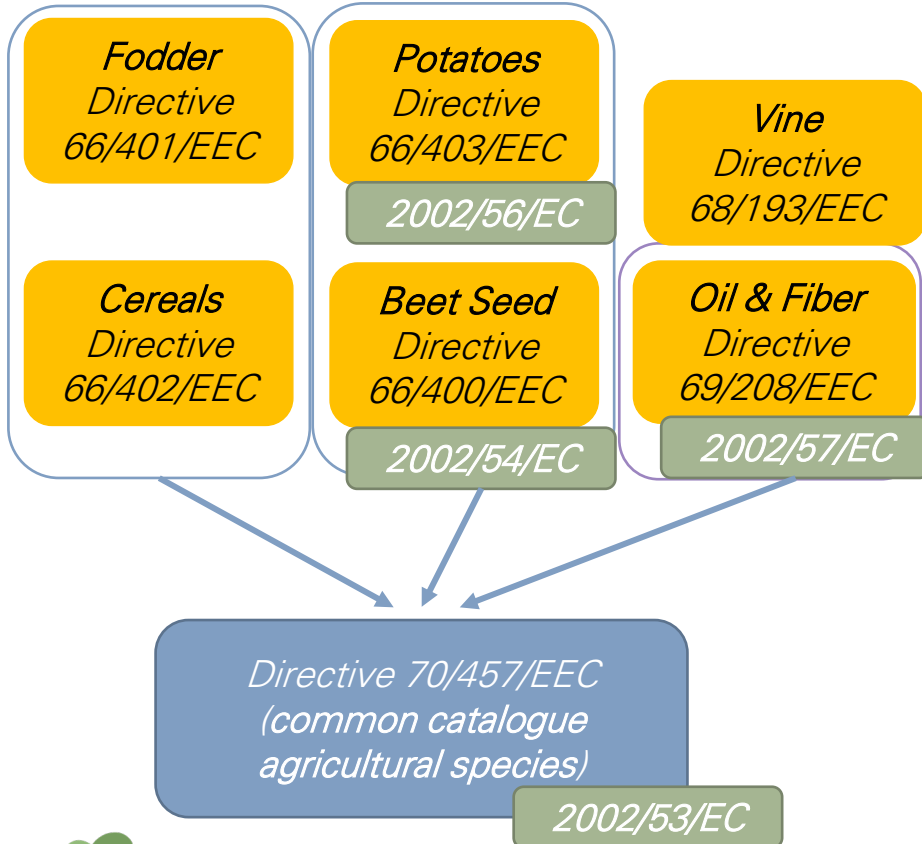 Fodder
Directive
66/401/EEC
Potatoes
Directive
66/403/EEC
2002/56/EC
Vine
Directive
68/193/EEC
Cereals
Directive
66/402/EEC
Beet Seed
Directive
66/400/EEC
2002/54/EC
Oil & Fiber
Directive
69/208/EEC
2002/57/EC
Directive 70/457/EEC
(common catalogue
agricultural species)
2002/53/EC